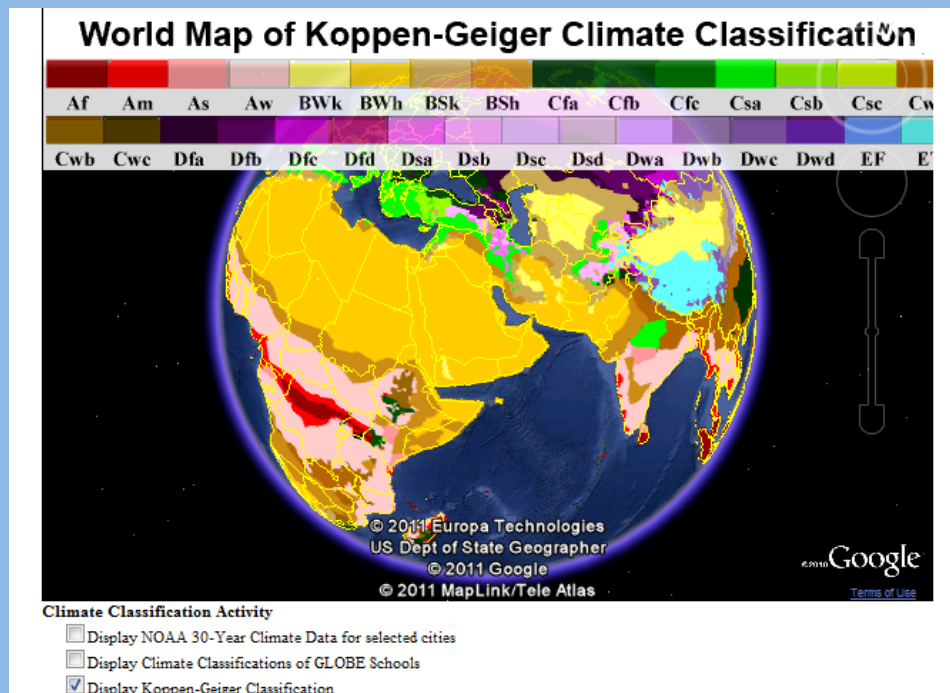 World Map of Koppen-Geiger Climate Classification
Af Am As Aw BWk BWh BSk BSh Cfa Cfb Cfc Csa Csb Csc
Cwb Cwc Dfa Dfb Dfc Dfd Dsa Dsb Dsc Dsd Dwa Dwb Dwc Dwd EF
© 2011 Europa Technologies
US Dept of State Geographer
© 2011 Google
© 2011 MapLink/Tele Atlas
©2010 Google
Terms of Use
Climate Classification Activity
Display NOAA 30-Year Climate Data for selected cities
Display Climate Classifications of GLOBE Schools
Display Koppen-Geiger Classification